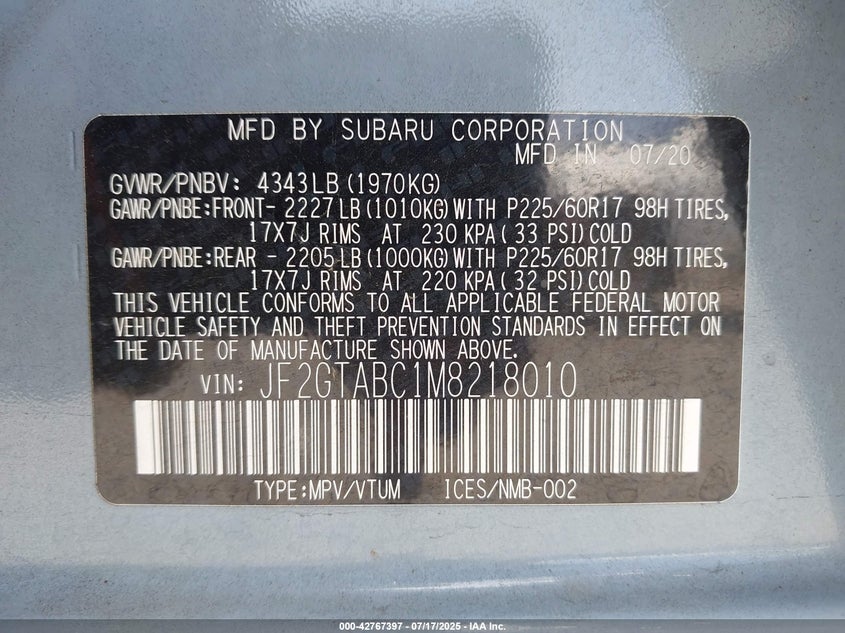 MFD BY SUBARU CORPORATION
MFD IN 07/20
GVWR/PNBV: 4343LB (1970KG)
GAWR/PNBE:FRONT- 2227LB (1010KG) WITH P225/60R17 98H TIRES,
17X7J RIMS AT 230 KPA( 33 PSI) COLD
GAWR/PNBE:REAR - 2205LB (1000KG) WITH P225/60R17 98H TIRES,
17X7J RIMS AT 220 KPA( 32 PSI) COLD
THIS VEHICLE CONFORMS TO ALL APPLICABLE FEDERAL MOTOR
VEHICLE SAFETY AND THEFT PREVENTION STANDARDS IN EFFECT ON
THE DATE OF MANUFACTURE SHOWN ABOVE.
VIN: JF2GTABC1M8218010
TYPE:MPV/VTUM ICES/NMB-002
000-42767397 - 07/17/2025 - IAA Inc.